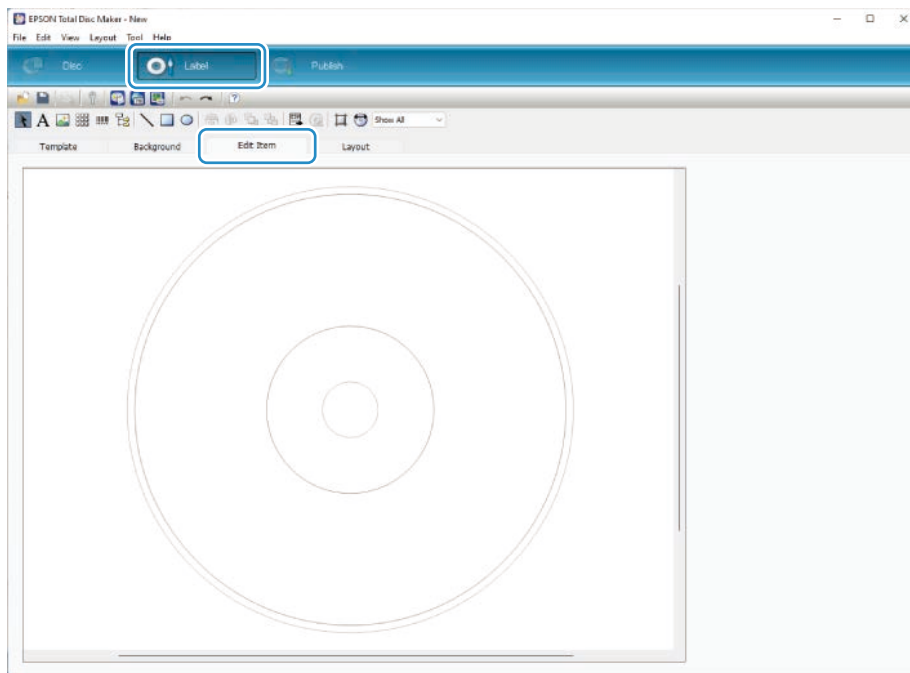 EPSON Total Disc Maker - New
File Edit View Layout Tool Help
Disc Label Publish
A Show All
Template Background Edit Item Layout